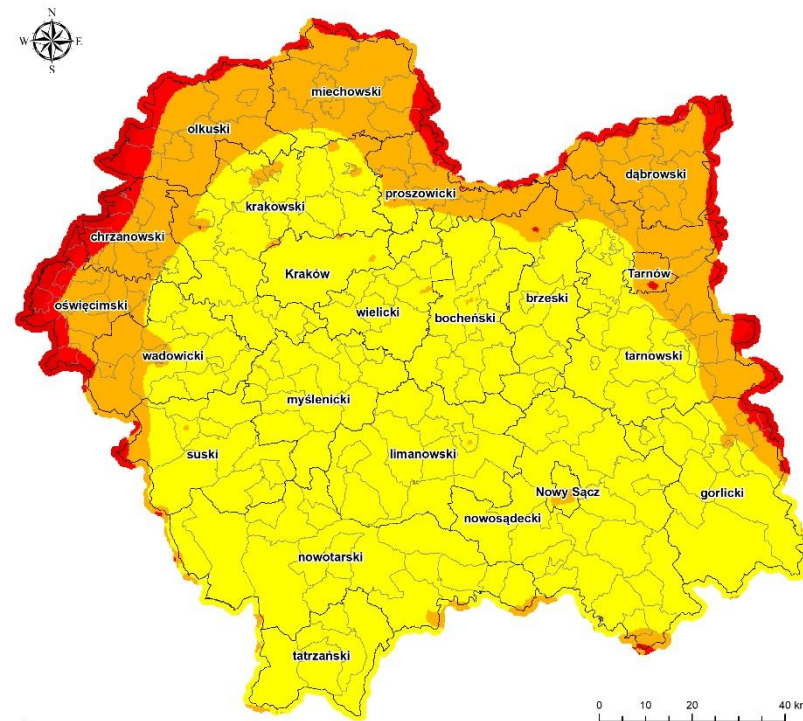 N
W E
S
miechowski
olkuski
dąbrowski
proszowicki
krakowski
chrzanowski
Kraków
Tarnów
oświęcimski
brzeski
wielicki
bocheński
wadowicki
tarnowski
myślenicki
suski
limanowski
Nowy Sącz
gorlicki
nowosądecki
nowotarski
tatrzański
0 10 20 40 km